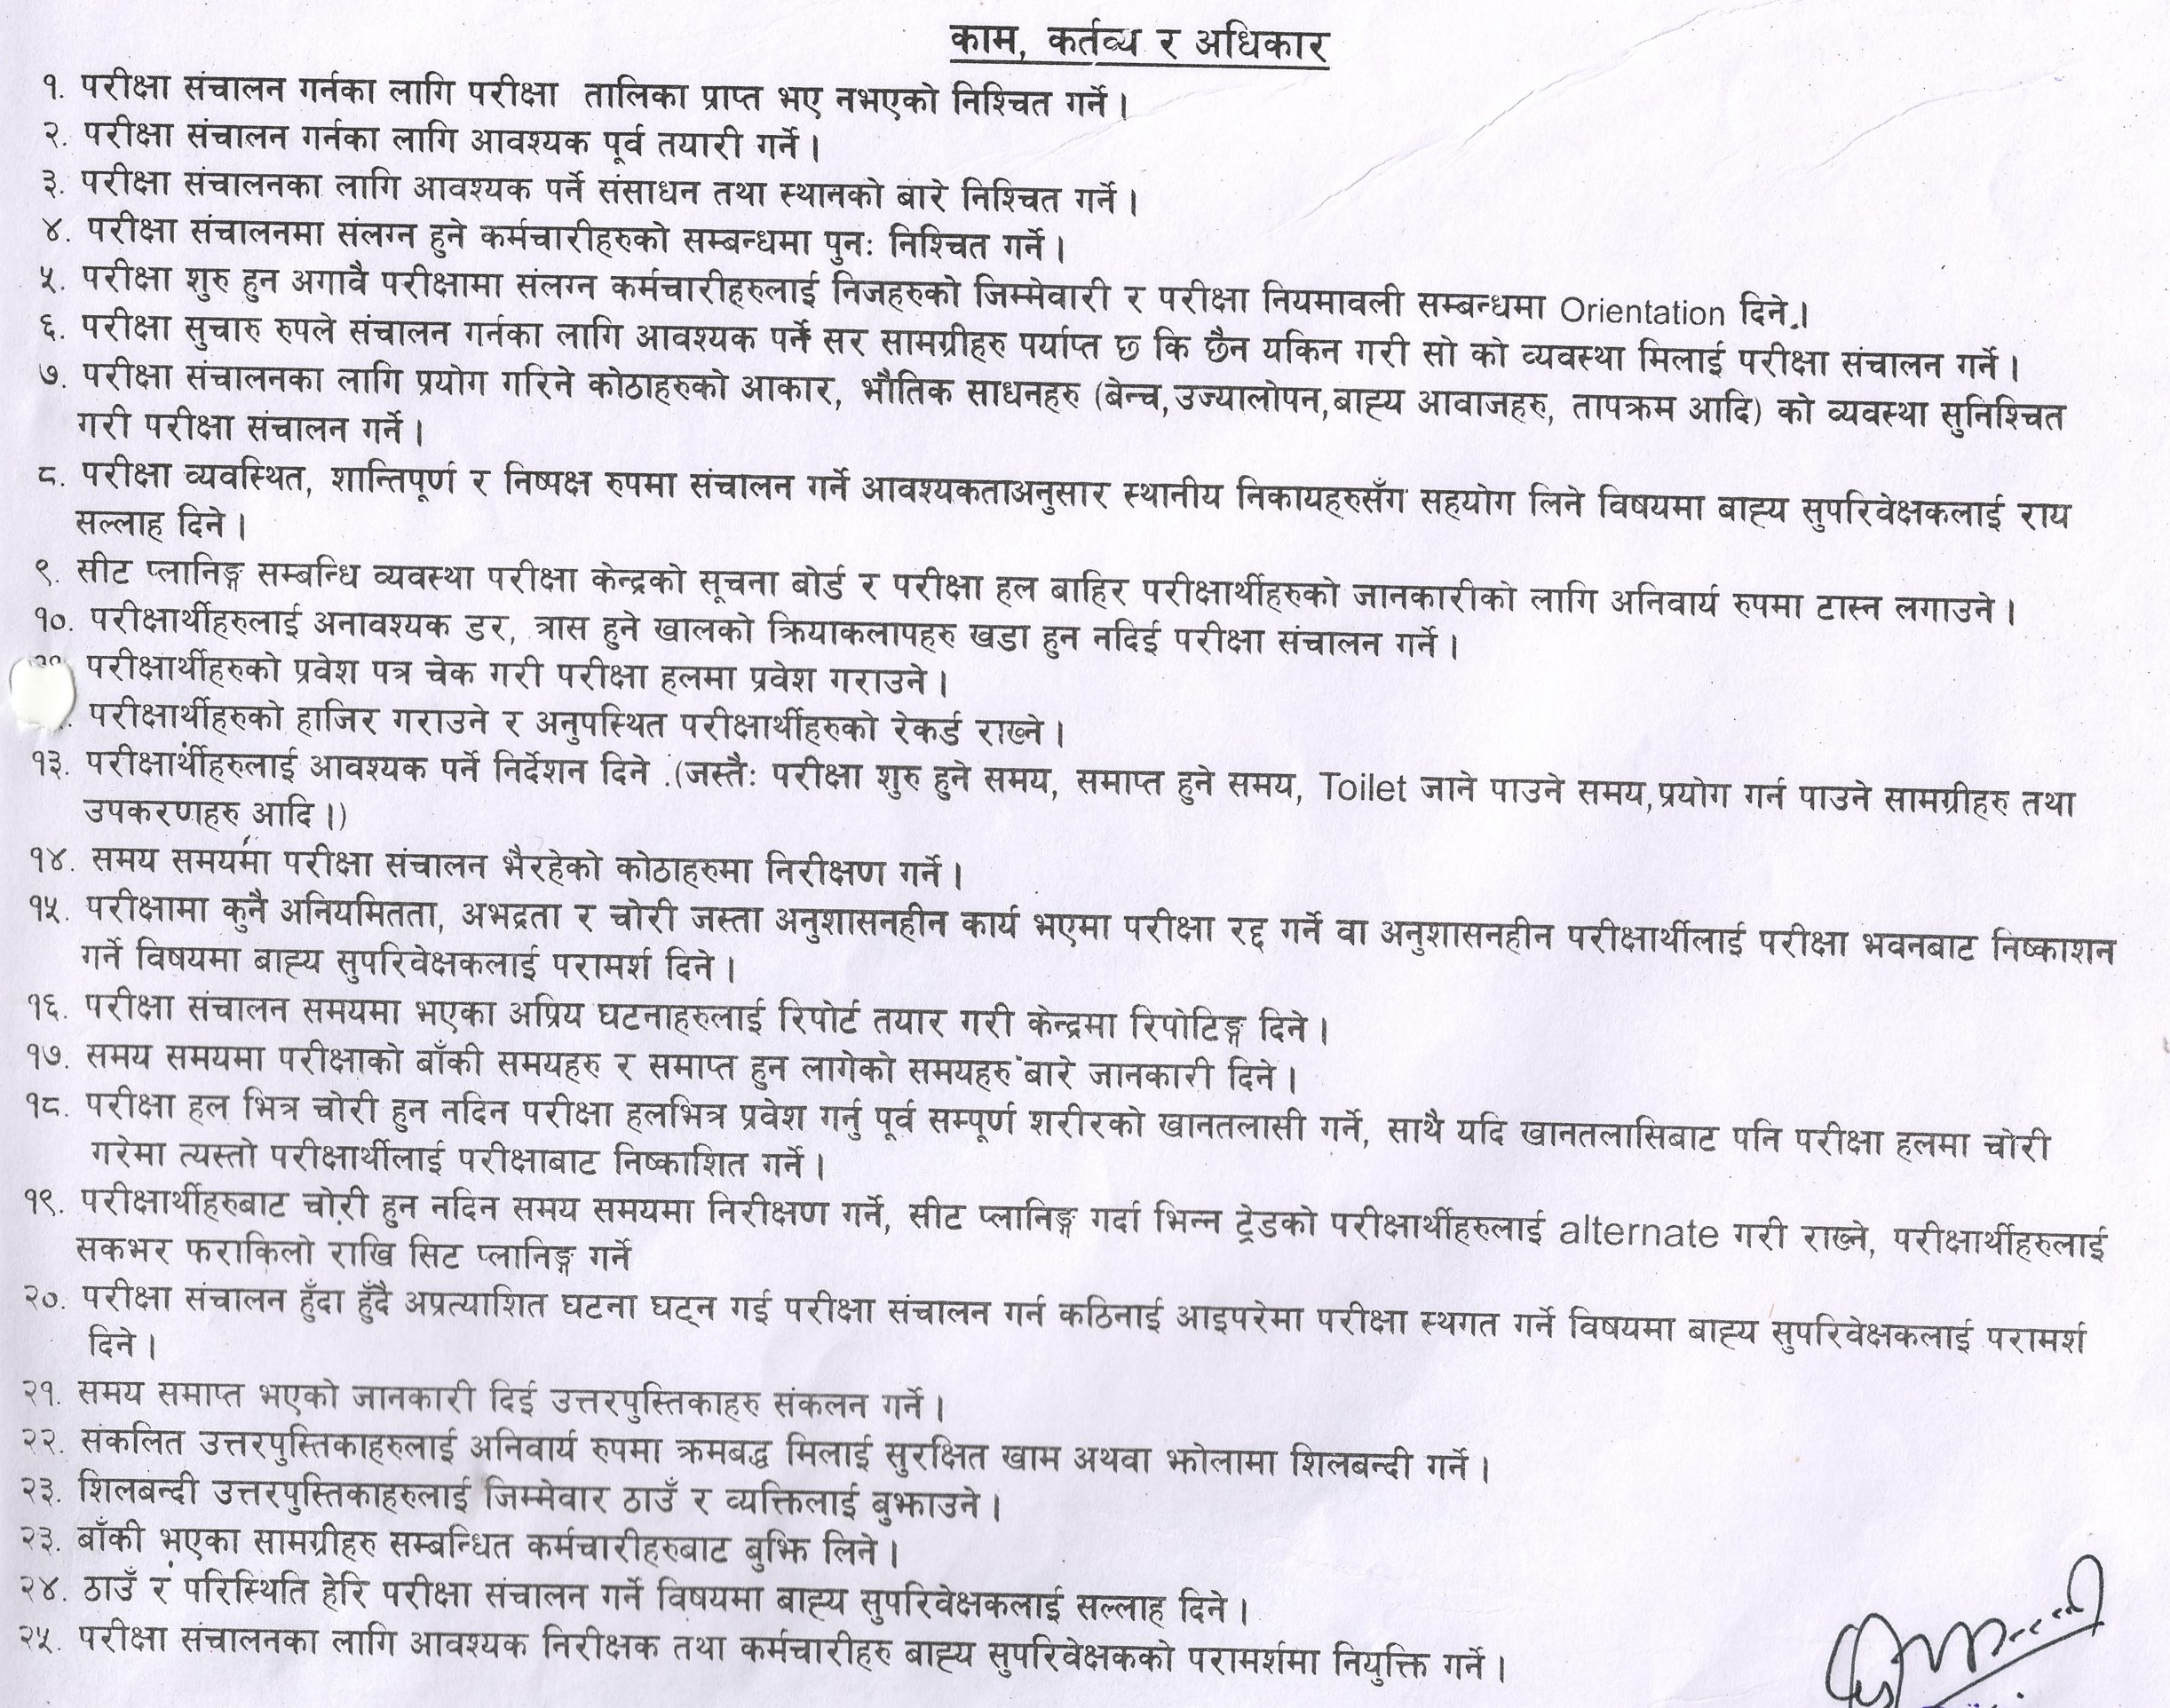 काम, कर्तव्य र अधिकार
१. परीक्षा संचालन गर्नका लागि परीक्षा तालिका प्राप्त भए नभएको निश्चित गर्ने।
२. परीक्षा संचालन गर्नका लागि आवश्यक पूर्व तयारी गर्ने।
३. परीक्षा संचालनका लागि आवश्यक पर्ने संसाधन तथा स्थानको बारे निश्चित गर्ने।
४. परीक्षा संचालनमा संलग्न हुने कर्मचारीहरुको सम्बन्धमा पुनः निश्चित गर्ने।
५. परीक्षा शुरु हुन अगावै परीक्षामा संलग्न कर्मचारीहरुलाई निजहरुको जिम्मेवारी र परीक्षा नियमावली सम्बन्धमा Orientation दिने।
६. परीक्षा सुचारु रुपले संचालन गर्नका लागि आवश्यक पर्ने सर सामग्रीहरु पर्याप्त छ कि छैन यकिन गरी सो को व्यवस्था मिलाई परीक्षा संचालन गर्ने।
७. परीक्षा संचालनका लागि प्रयोग गरिने कोठाहरुको आकार, भौतिक साधनहरु (बेन्च,उज्यालोपन,बाह्य आवाजहरु, तापक्रम आदि) को व्यवस्था सुनिश्चित
गरी परीक्षा संचालन गर्ने।
८. परीक्षा व्यवस्थित, शान्तिपूर्ण र निष्पक्ष रुपमा संचालन गर्ने आवश्यकताअनुसार स्थानीय निकायहरुसँग सहयोग लिने विषयमा बाह्य सुपरिवेक्षकलाई राय
सल्लाह दिने।
९. सीट प्लानिङ्ग सम्बन्धि व्यवस्था परीक्षा केन्द्रको सूचना बोर्ड र परीक्षा हल बाहिर परीक्षार्थीहरुको जानकारीको लागि अनिवार्य रुपमा टास्न लगाउने।
१०. परीक्षार्थीहरुलाई अनावश्यक डर, त्रास हुने खालको क्रियाकलापहरु खडा हुन नदिई परीक्षा संचालन गर्ने।
परीक्षार्थीहरुको प्रवेश पत्र चेक गरी परीक्षा हलमा प्रवेश गराउने।
परीक्षार्थीहरुको हाजिर गराउने र अनुपस्थित परीक्षार्थीहरुको रेकर्ड राख्ने।
१३. परीक्षार्थीहरुलाई आवश्यक पर्ने निर्देशन दिने .(जस्तैः परीक्षा शुरु हुने समय, समाप्त हुने समय, Toilet जाने पाउने समय,प्रयोग गर्न पाउने सामग्रीहरु तथा
उपकरणहरु आदि।)
१४. समय समयमा परीक्षा संचालन भैरहेको कोठाहरुमा निरीक्षण गर्ने।
१५. परीक्षामा कुनै अनियमितता, अभद्रता र चोरी जस्ता अनुशासनहीन कार्य भएमा परीक्षा रद्द गर्ने वा अनुशासनहीन परीक्षार्थीलाई परीक्षा भवनबाट निष्काशन
गर्ने विषयमा बाह्य सुपरिवेक्षकलाई परामर्श दिने।
१६. परीक्षा संचालन समयमा भएका अप्रिय घटनाहरुलाई रिपोर्ट तयार गरी केन्द्रमा रिपोटिङ्ग दिने।
१७. समय समयमा परीक्षाको बाँकी समयहरु र समाप्त हुन लागेको समयहरु बारे जानकारी दिने।
१८. परीक्षा हल भित्र चोरी हुन नदिन परीक्षा हलभित्र प्रवेश गर्नु पूर्व सम्पूर्ण शरीरको खानतलासी गर्ने, साथै यदि खानतलासिबाट पनि परीक्षा हलमा चोरी
गरेमा त्यस्तो परीक्षार्थीलाई परीक्षाबाट निष्काशित गर्ने।
१९. परीक्षार्थीहरुबाट चोरी हुन नदिन समय समयमा निरीक्षण गर्ने, सीट प्लानिङ्ग गर्दा भिन्न ट्रेडको परीक्षार्थीहरुलाई alternate गरी राख्ने, परीक्षार्थीहरुलाई
सकभर फराकिलो राखि सिट प्लानिङ्ग गर्ने
२०. परीक्षा संचालन हुँदा हुँदै अप्रत्याशित घटना घट्न गई परीक्षा संचालन गर्न कठिनाई आइपरेमा परीक्षा स्थगत गर्ने विषयमा बाह्य सुपरिवेक्षकलाई परामर्श
दिने।
२१. समय समाप्त भएको जानकारी दिई उत्तरपुस्तिकाहरु संकलन गर्ने।
२२. संकलित उत्तरपुस्तिकाहरुलाई अनिवार्य रुपमा क्रमबद्ध मिलाई सुरक्षित खाम अथवा झोलामा शिलबन्दी गर्ने।
२३. शिलबन्दी उत्तरपुस्तिकाहरुलाई जिम्मेवार ठाउँ र व्यक्तिलाई बुझाउने।
२३. बाँकी भएका सामग्रीहरु सम्बन्धित कर्मचारीहरुबाट बुझि लिने।
२४. ठाउँ र परिस्थिति हेरि परीक्षा संचालन गर्ने विषयमा बाह्य सुपरिवेक्षकलाई सल्लाह दिने।
२५. परीक्षा संचालनका लागि आवश्यक निरीक्षक तथा कर्मचारीहरु बाह्य सुपरिवेक्षकको परामर्शमा नियुक्ति गर्ने।